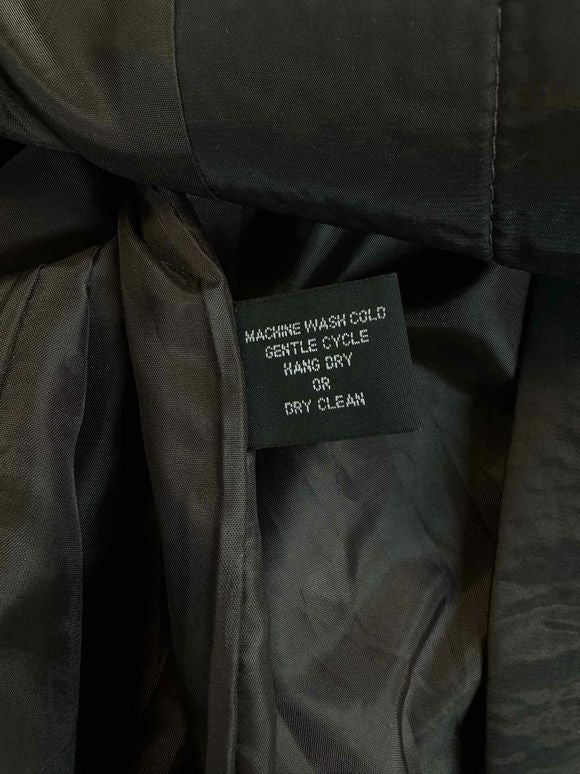 MACHINE WASH COLD
GENTLE CYCLE
HANG DRY
OR
DRY CLEAN